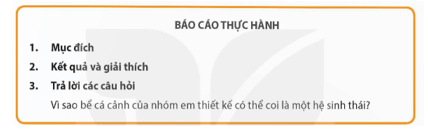 BÁO CÁO THỰC HÀNH
1. Mục đích
2. Kết quả và giải thích
3. Trả lời các câu hỏi
Vì sao bể cá cảnh của nhóm em thiết kế có thể coi là một hệ sinh thái?